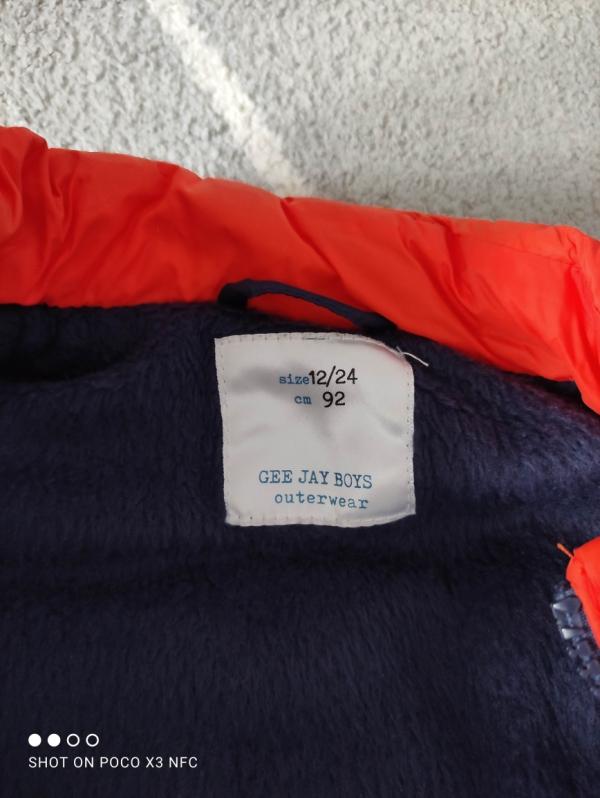 size12/24
cm 92
GEE JAY BOYS
outerwear
SHOT ON POCO X3 NFC